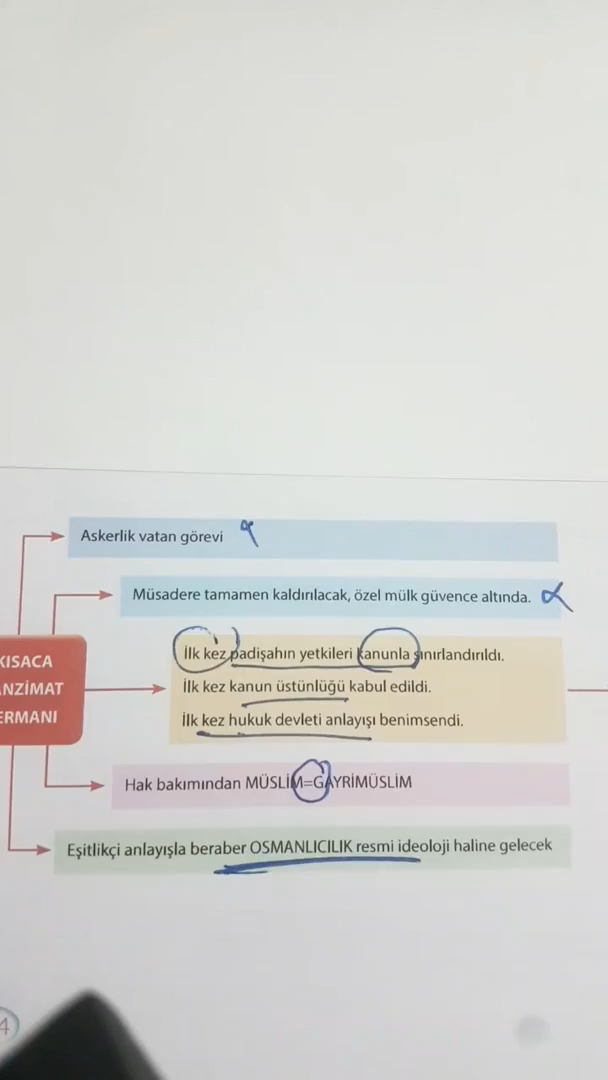 Askerlik vatan görevi
Müsadere tamamen kaldırılacak, özel mülk güvence altında.
İlk kez padişahın yetkileri kanunla sınırlandırıldı.
KISACA
ANZİMAT
ERMANI
İlk kez kanun üstünlüğü kabul edildi.
İlk kez hukuk devleti anlayışı benimsendi.
Hak bakımından MÜSLİM=GAYRİMÜSLİM
Eşitlikçi anlayışla beraber OSMANLICILIK resmi ideoloji haline gelecek
4